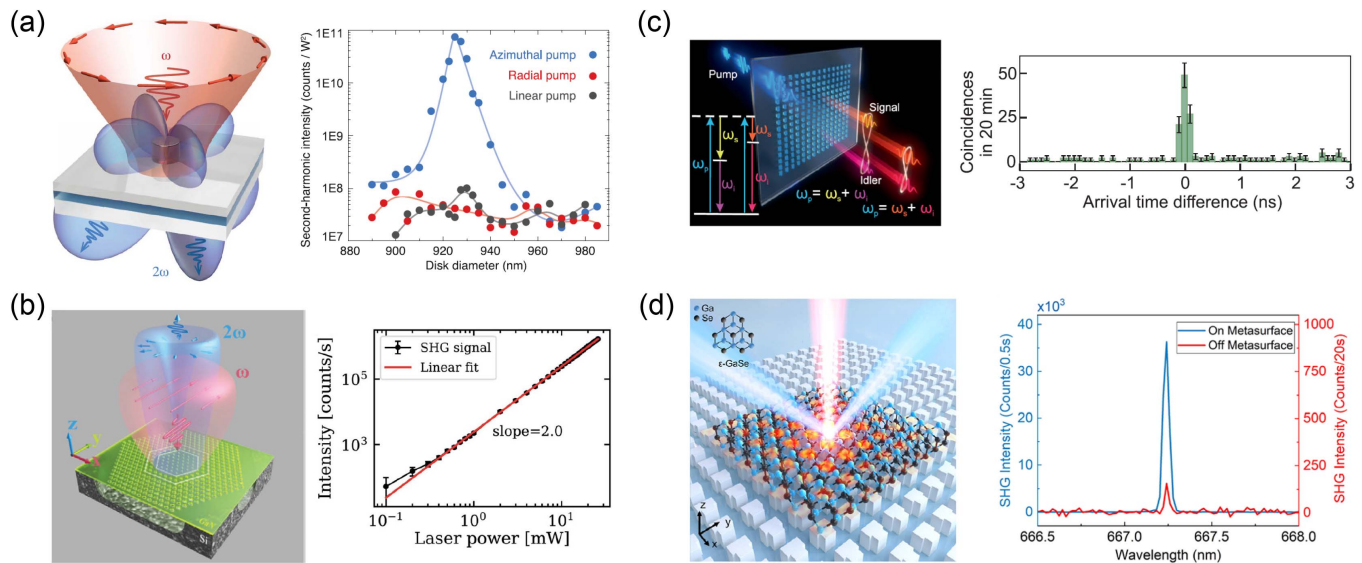 (a)
ω
2ω
Second-harmonic intensity (counts / W²)
1E11
1E10
1E9
1E8
1E7
Azimuthal pump
Radial pump
Linear pump
880
900
920
940
960
980
Disk diameter (nm)
(c)
Pump
Signal
Idler
ωp
ωs
ωi
ωs
ωi
ωp = ωs + ωi
ωp = ωs + ωi
Coincidences
in 20 min
50
0
-3
-2
-1
0
1
2
3
Arrival time difference (ns)
(b)
2ω
ω
z
y
x
Si
Intensity [counts/s]
10⁵
10³
SHG signal
Linear fit
slope=2.0
10⁻¹
10⁰
10¹
Laser power [mW]
(d)
Ga
Se
ε-GaSe
z
y
x
×10³
SHG Intensity (Counts/0.5s)
40
30
20
10
0
On Metasurface
Off Metasurface
1000
750
500
250
0
SHG Intensity (Counts/20s)
666.5
667.0
667.5
668.0
Wavelength (nm)